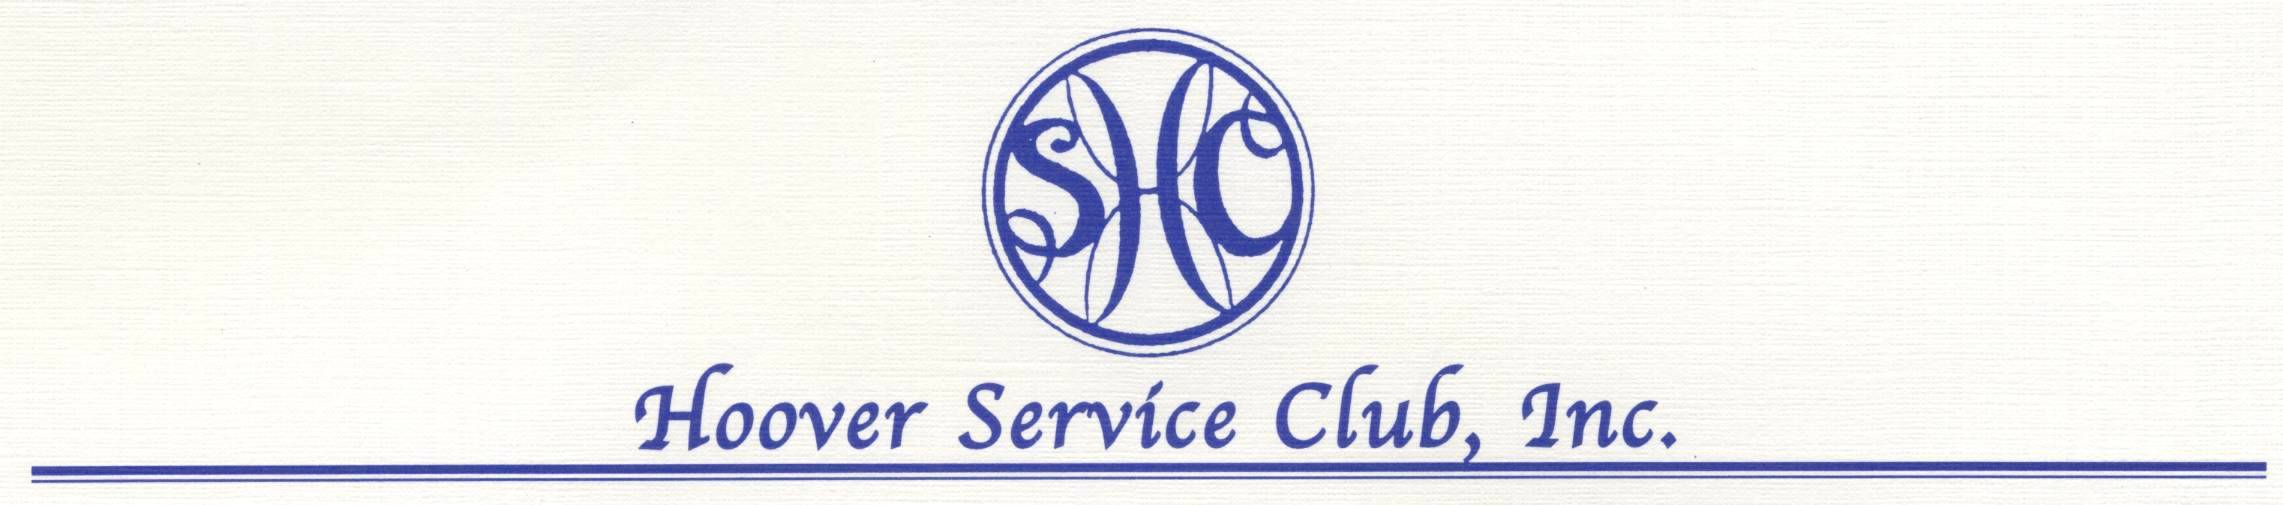 SHC
Hoover Service Club, Inc.